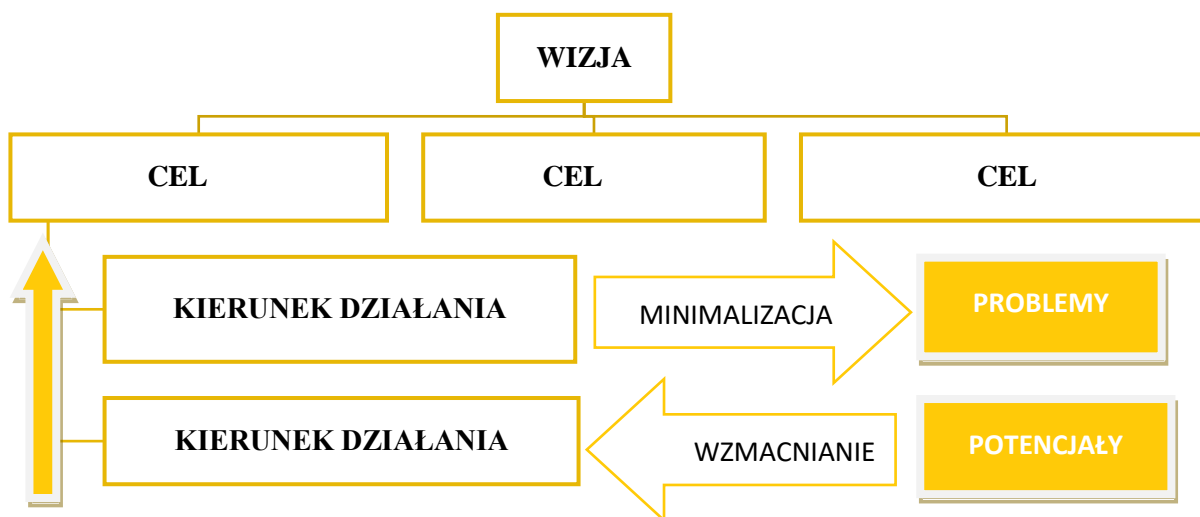 WIZJA
CEL
CEL
CEL
KIERUNEK DZIAŁANIA
MINIMALIZACJA
PROBLEMY
KIERUNEK DZIAŁANIA
WZMACNIANIE
POTENCJAŁY